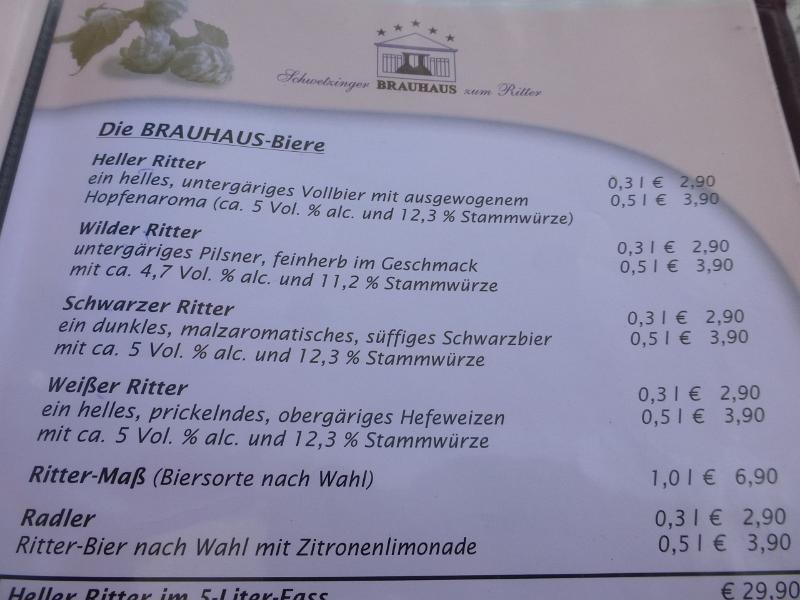 Schwetzinger BRAUHAUS zum Ritter
Die BRAUHAUS-Biere
Heller Ritter
ein helles, untergäriges Vollbier mit ausgewogenem 0,3 l € 2,90
Hopfenaroma (ca. 5 Vol. % alc. und 12,3 % Stammwürze) 0,5 l € 3,90
Wilder Ritter
untergäriges Pilsner, feinherb im Geschmack 0,3 l € 2,90
mit ca. 4,7 Vol. % alc. und 11,2 % Stammwürze 0,5 l € 3,90
Schwarzer Ritter
ein dunkles, malzaromatisches, süffiges Schwarzbier 0,3 l € 2,90
mit ca. 5 Vol. % alc. und 12,3 % Stammwürze 0,5 l € 3,90
Weißer Ritter
ein helles, prickelndes, obergäriges Hefeweizen 0,3 l € 2,90
mit ca. 5 Vol. % alc. und 12,3 % Stammwürze 0,5 l € 3,90
Ritter-Maß (Biersorte nach Wahl) 1,0 l € 6,90
Radler 0,3 l € 2,90
Ritter-Bier nach Wahl mit Zitronenlimonade 0,5 l € 3,90
Heller Ritter im 5-Liter-Fass € 29,90